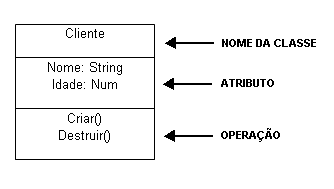 Cliente
NOME DA CLASSE
Nome: String
Idade: Num
ATRIBUTO
Criar()
Destruir()
OPERAÇÃO